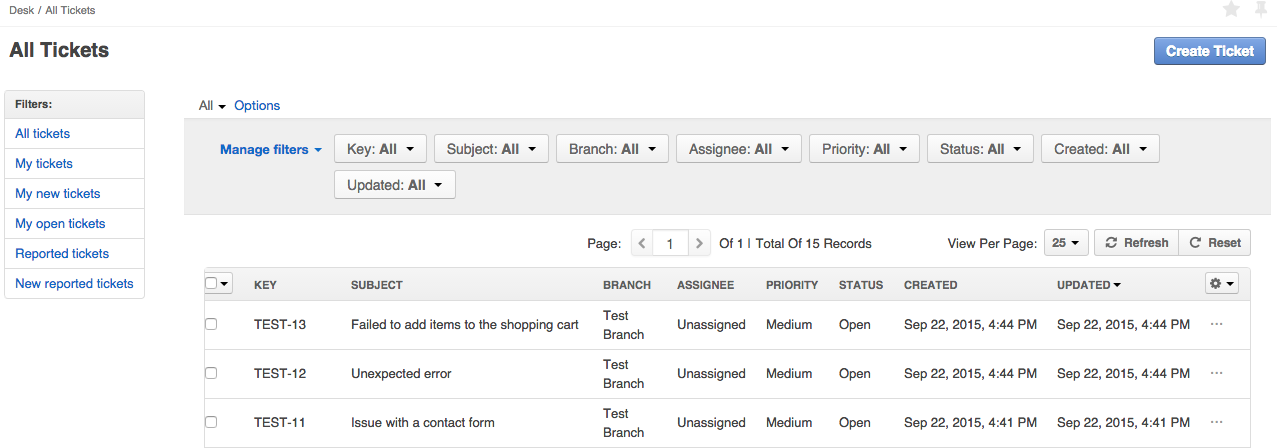 Desk / All Tickets
All Tickets
Create Ticket
Filters:
All tickets
My tickets
My new tickets
My open tickets
Reported tickets
New reported tickets
All Options
Manage filters Key: All Subject: All Branch: All Assignee: All Priority: All Status: All Created: All
Updated: All
Page: 1 Of 1 | Total Of 15 Records View Per Page: 25 Refresh Reset
KEY SUBJECT BRANCH ASSIGNEE PRIORITY STATUS CREATED UPDATED
TEST-13 Failed to add items to the shopping cart Test Branch Unassigned Medium Open Sep 22, 2015, 4:44 PM Sep 22, 2015, 4:44 PM ...
TEST-12 Unexpected error Test Branch Unassigned Medium Open Sep 22, 2015, 4:44 PM Sep 22, 2015, 4:44 PM ...
TEST-11 Issue with a contact form Test Branch Unassigned Medium Open Sep 22, 2015, 4:41 PM Sep 22, 2015, 4:41 PM ...